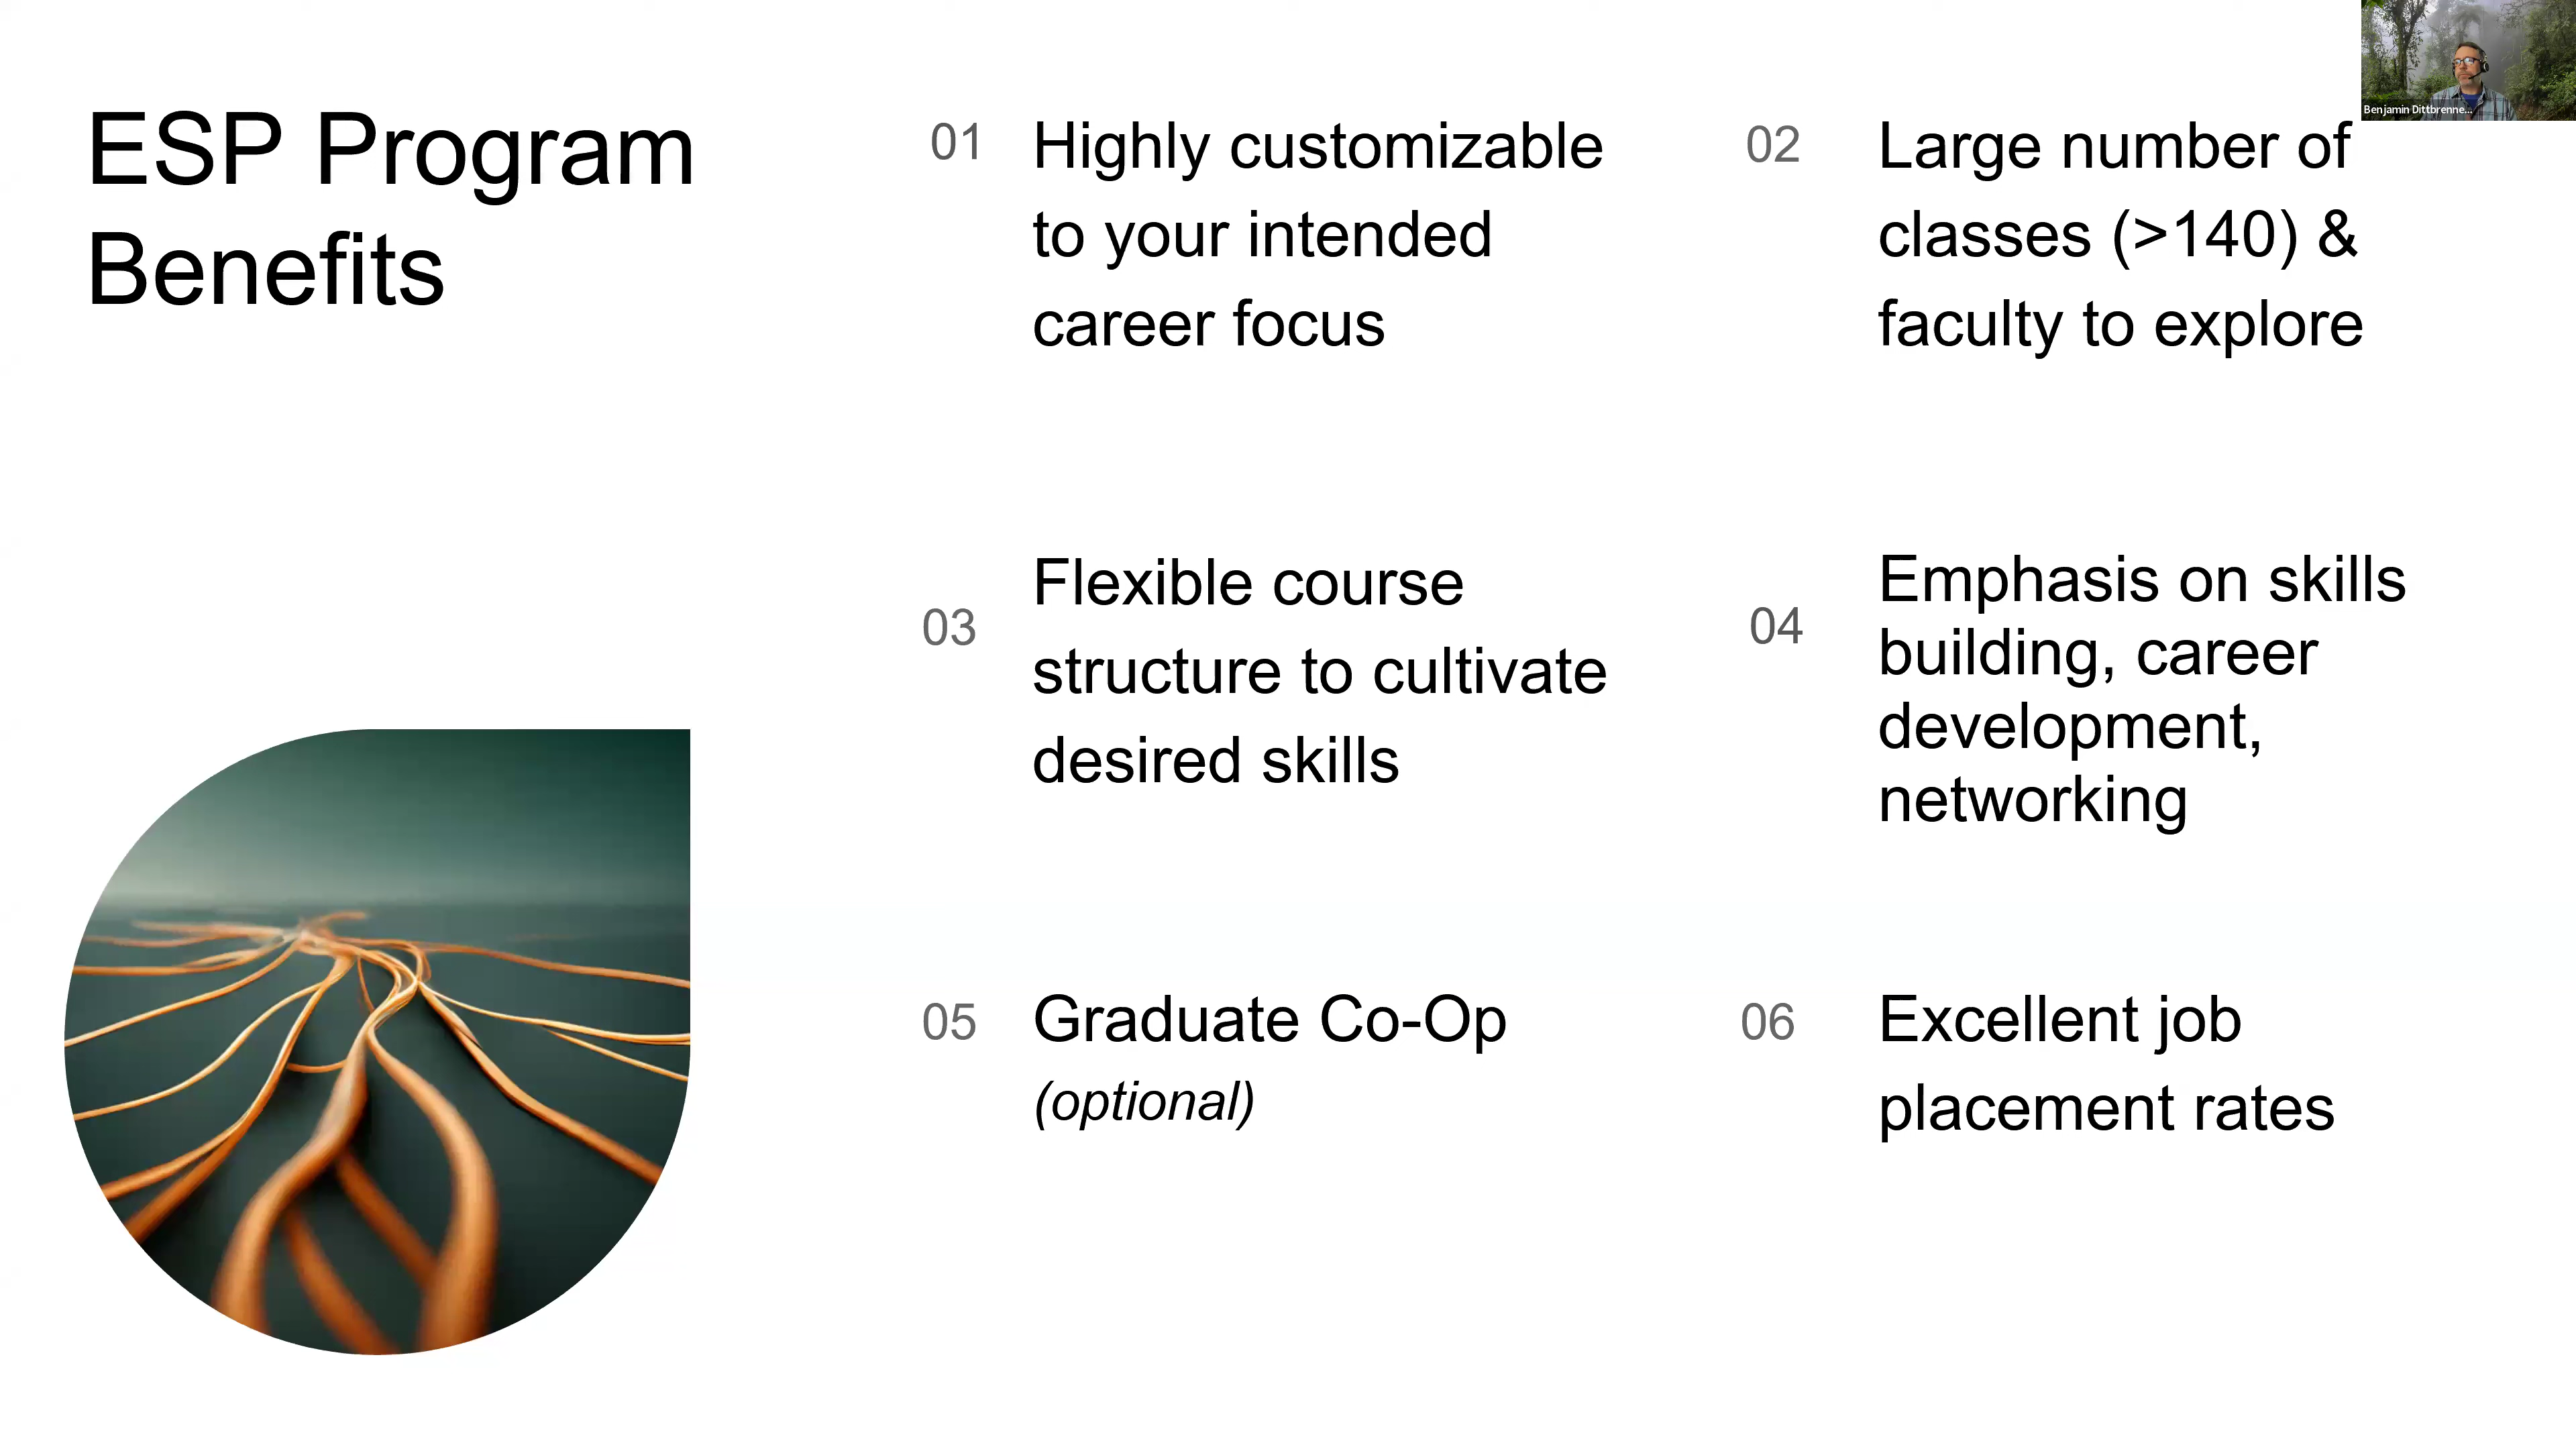 ESP Program
Benefits
01
Highly customizable
to your intended
career focus
02
Large number of
classes (>140) &
faculty to explore
03
Flexible course
structure to cultivate
desired skills
04
Emphasis on skills
building, career
development,
networking
05
Graduate Co-Op
(optional)
06
Excellent job
placement rates
Benjamin Dittbrenne...